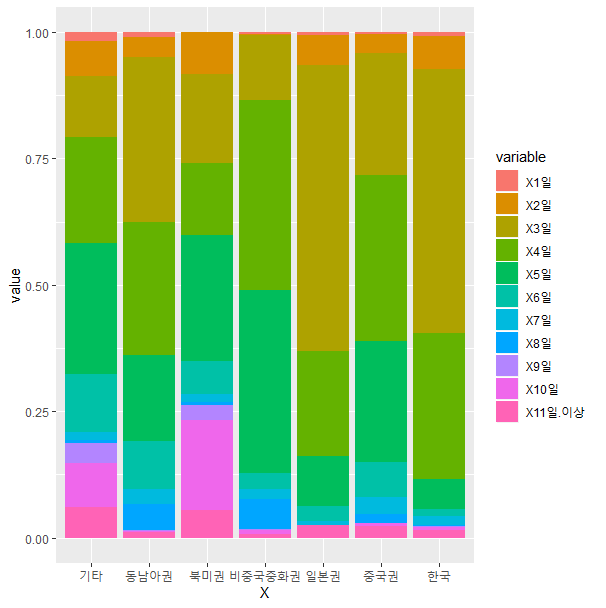 1.00
0.75
0.50
0.25
0.00
value
기타 동남아권 북미권 비중국중화권 일본권 중국권 한국
X
variable
X1일
X2일
X3일
X4일
X5일
X6일
X7일
X8일
X9일
X10일
X11일.이상